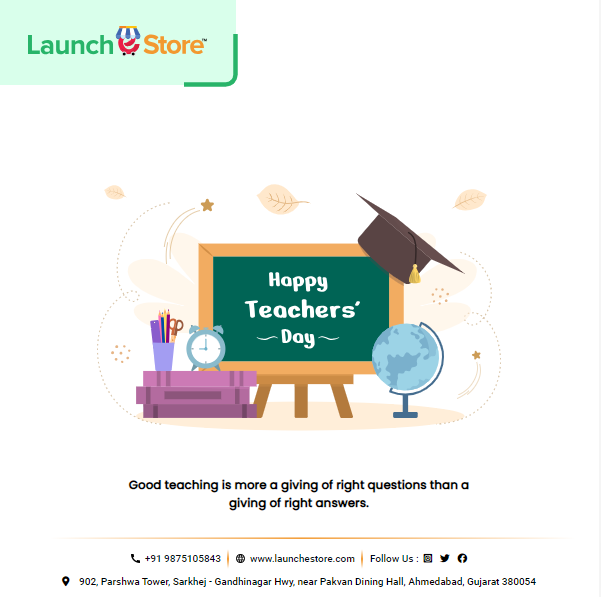 Launch e Store™
Happy
Teachers'
Day
Good teaching is more a giving of right questions than a
giving of right answers.
+91 9875105843 www.launchestore.com Follow Us :
902, Parshwa Tower, Sarkhej - Gandhinagar Hwy, near Pakvan Dining Hall, Ahmedabad, Gujarat 380054